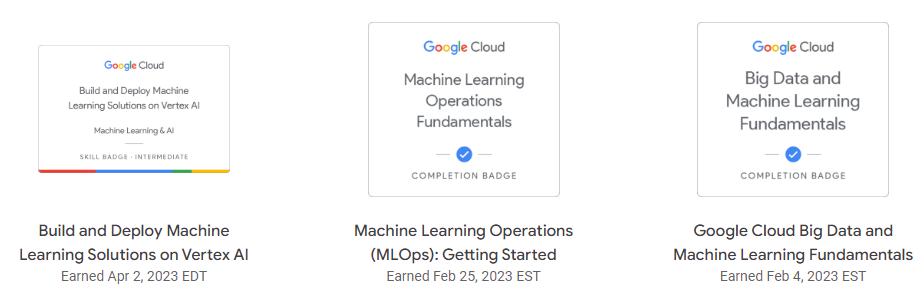 Google Cloud
Build and Deploy Machine
Learning Solutions on Vertex AI
Machine Learning & AI
SKILL BADGE · INTERMEDIATE
Build and Deploy Machine
Learning Solutions on Vertex AI
Earned Apr 2, 2023 EDT
Google Cloud
Machine Learning
Operations
Fundamentals
COMPLETION BADGE
Machine Learning Operations
(MLOps): Getting Started
Earned Feb 25, 2023 EST
Google Cloud
Big Data and
Machine Learning
Fundamentals
COMPLETION BADGE
Google Cloud Big Data and
Machine Learning Fundamentals
Earned Feb 4, 2023 EST